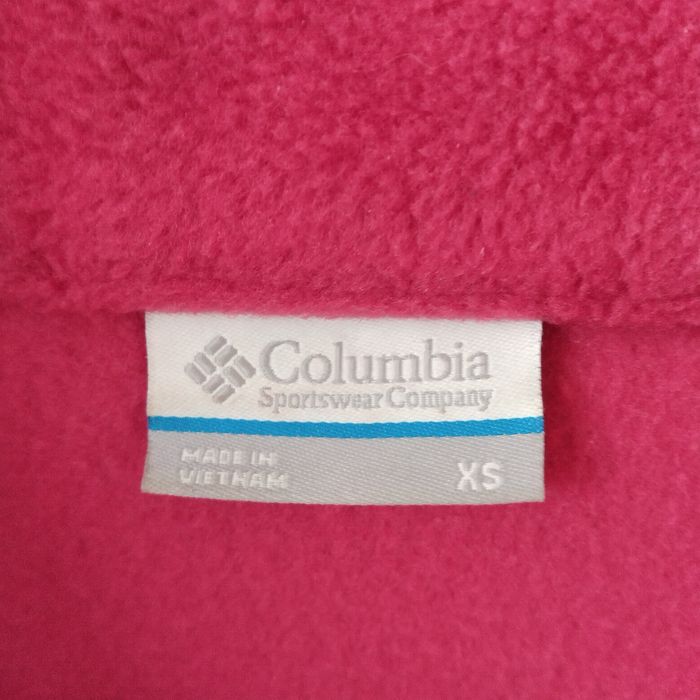 Columbia
Sportswear Company
MADE IN
VIETNAM
XS